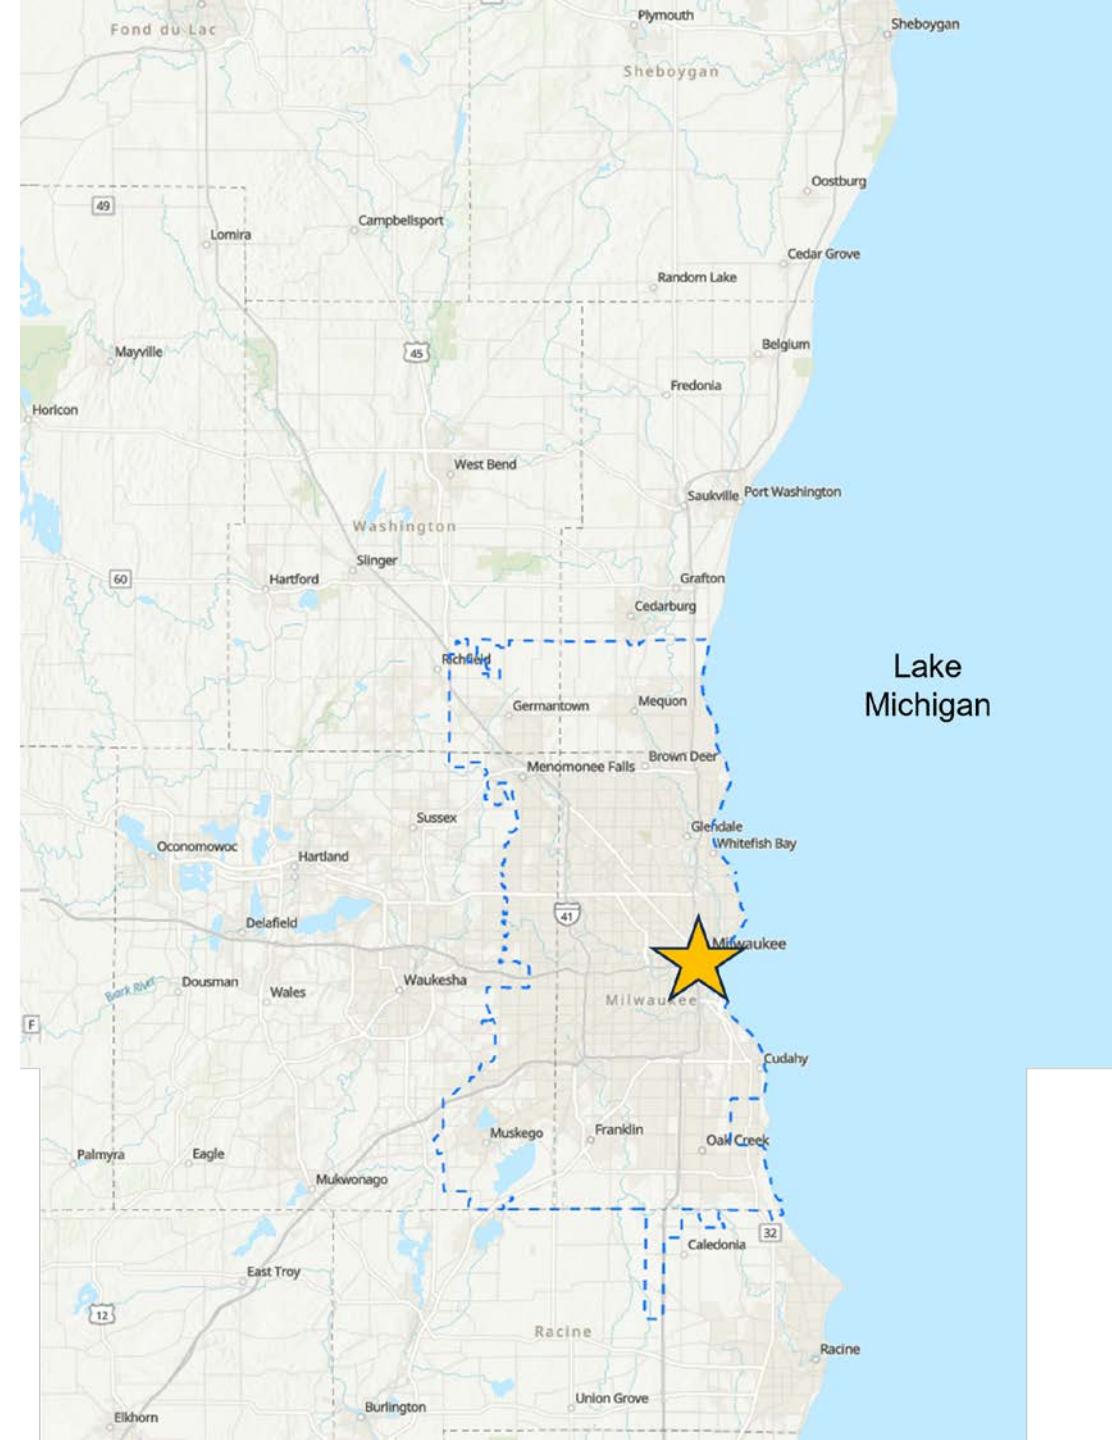 Plymouth
Sheboygan
Fond du Lac
Sheboygan
Oostburg
49
Campbellsport
Lomira
Cedar Grove
Random Lake
Belgium
Mayville
45
Fredonia
Horicon
West Bend
Saukville
Port Washington
Washington
Slinger
60
Hartford
Grafton
Cedarburg
Richfield
Lake
Michigan
Germantown
Mequon
Brown Deer
Menomonee Falls
Sussex
Glendale
Whitefish Bay
Oconomowoc
Hartland
41
Delafield
Milwaukee
Waukesha
Dousman
Bark River
Wales
Milwaukee
F
Cudahy
Muskego
Franklin
Oak Creek
Palmyra
Eagle
Mukwonago
32
Caledonia
East Troy
12
Racine
Racine
Union Grove
Burlington
Elkhorn